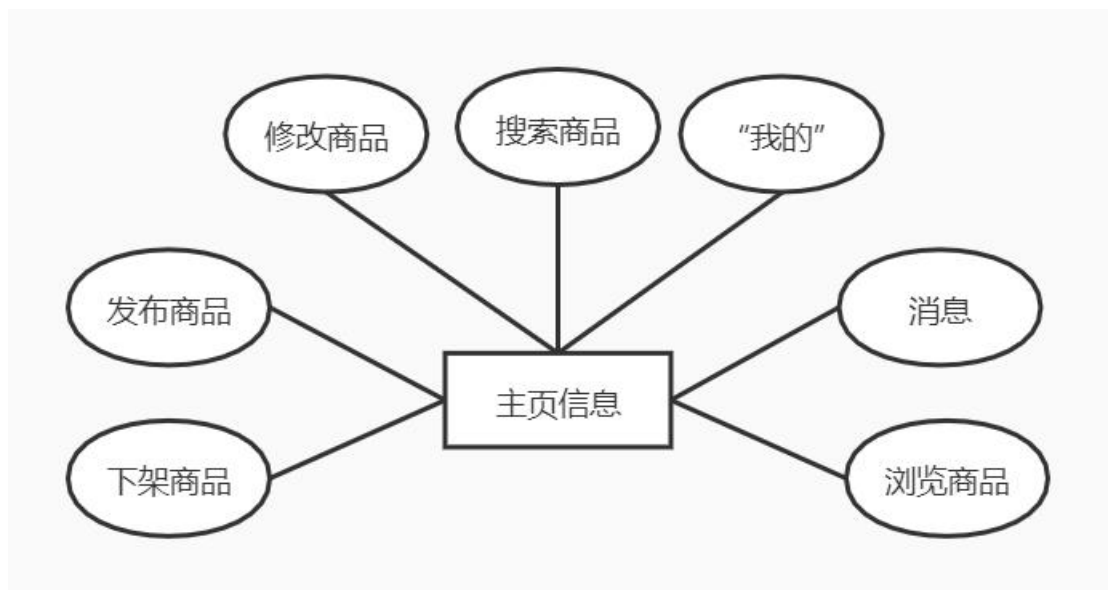 修改商品
搜索商品
“我的”
发布商品
消息
主页信息
下架商品
浏览商品